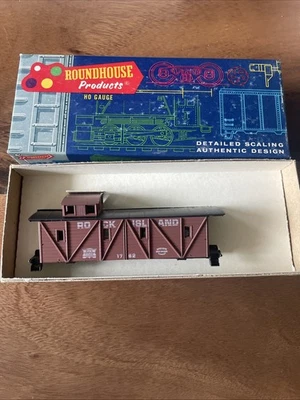 ROUNDHOUSE
Products
HO GAUGE
DETAILED SCALING
AUTHENTIC DESIGN
ROCK ISLAND